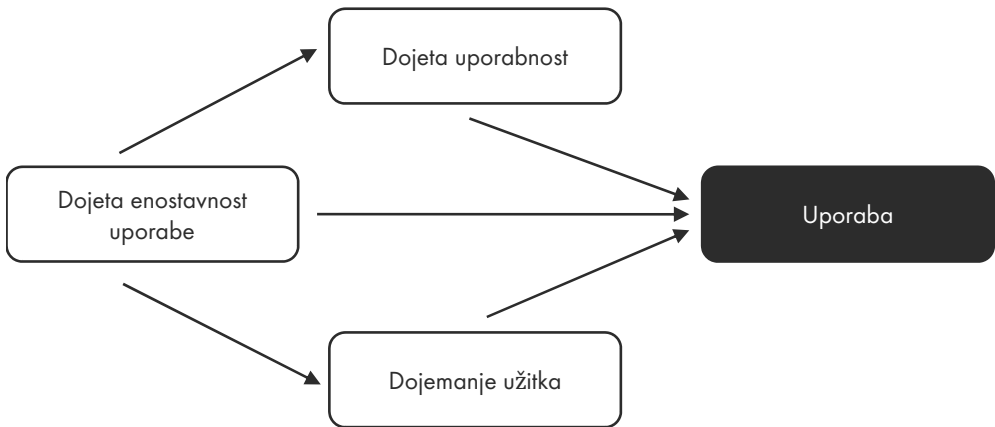 Dojeta uporabnost
Dojeta enostavnost
uporabe
Uporaba
Dojemanje užitka